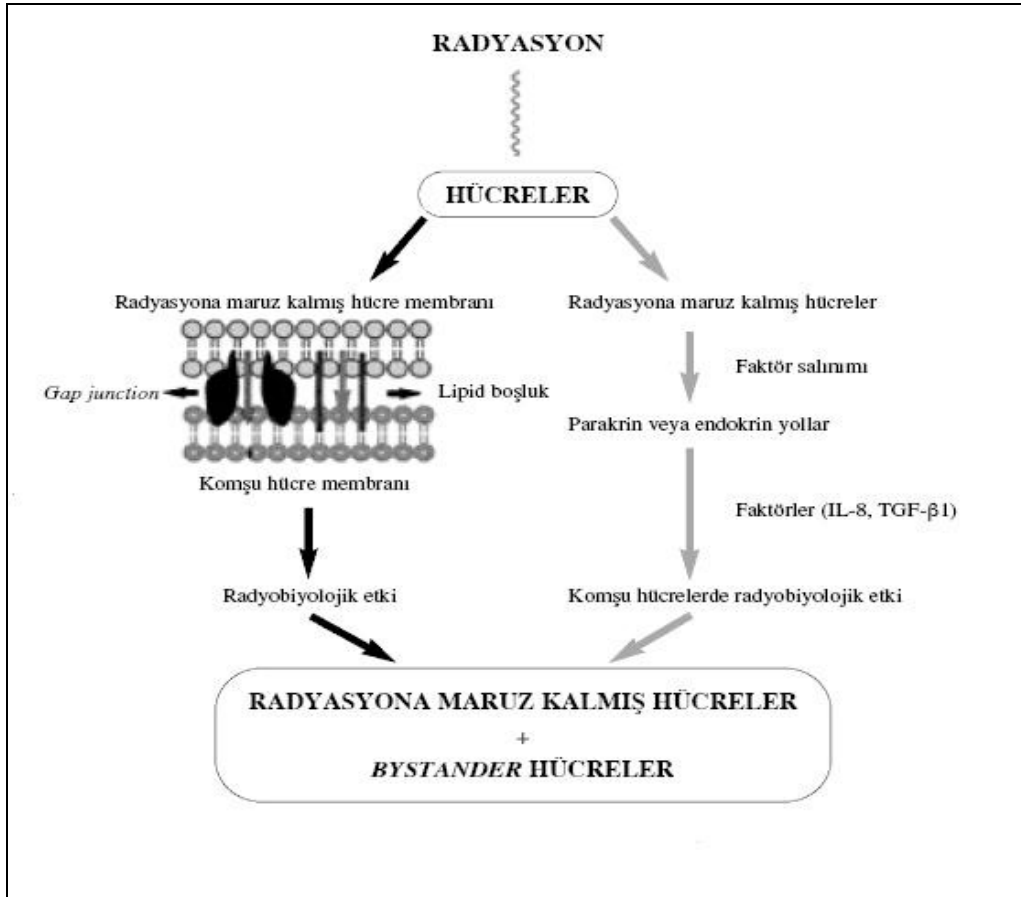 RADYASYON
HÜCRELER
Radyasyona maruz kalmış hücre membranı
Gap junction
Lipid boşluk
Komşu hücre membranı
Radyobiyolojik etki
Radyasyona maruz kalmış hücreler
Faktör salınımı
Parakrin veya endokrin yollar
Faktörler (IL-8, TGF-β1)
Komşu hücrelerde radyobiyolojik etki
RADYASYONA MARUZ KALMIŞ HÜCRELER
+
BYSTANDER HÜCRELER